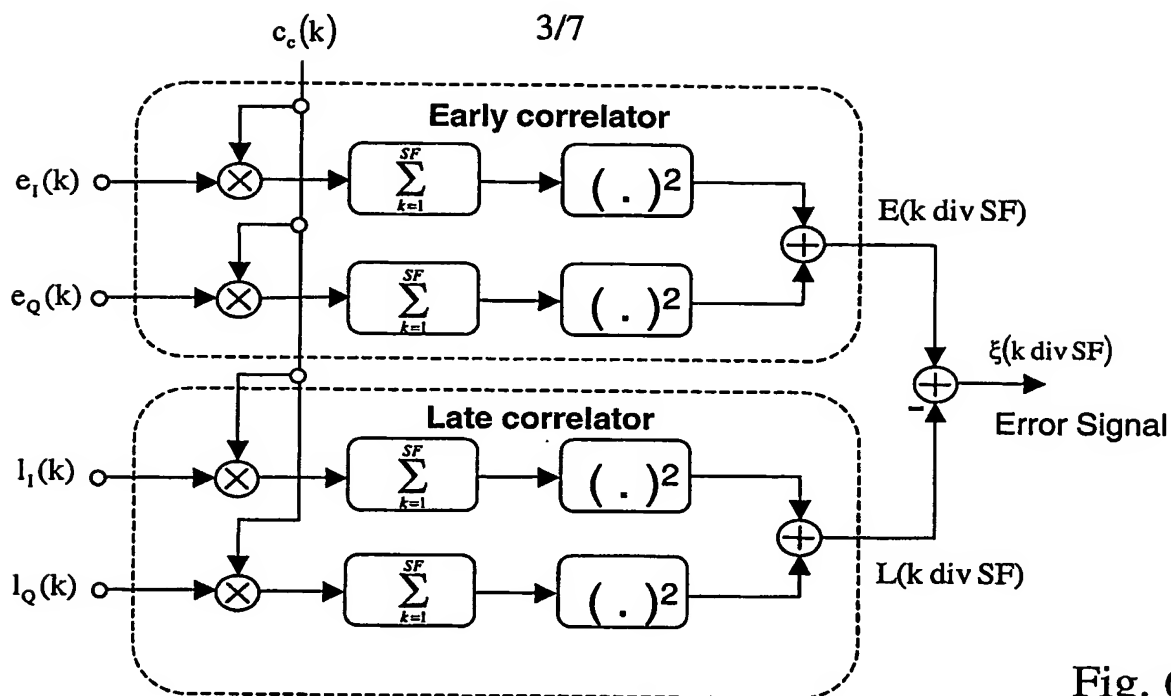 c_c(k)
3/7
Early correlator
e_I(k)
∑_{k=1}^{SF}
( . )²
E(k div SF)
e_Q(k)
∑_{k=1}^{SF}
( . )²
ξ(k div SF)
-
Error Signal
Late correlator
l_I(k)
∑_{k=1}^{SF}
( . )²
l_Q(k)
∑_{k=1}^{SF}
( . )²
L(k div SF)
Fig.